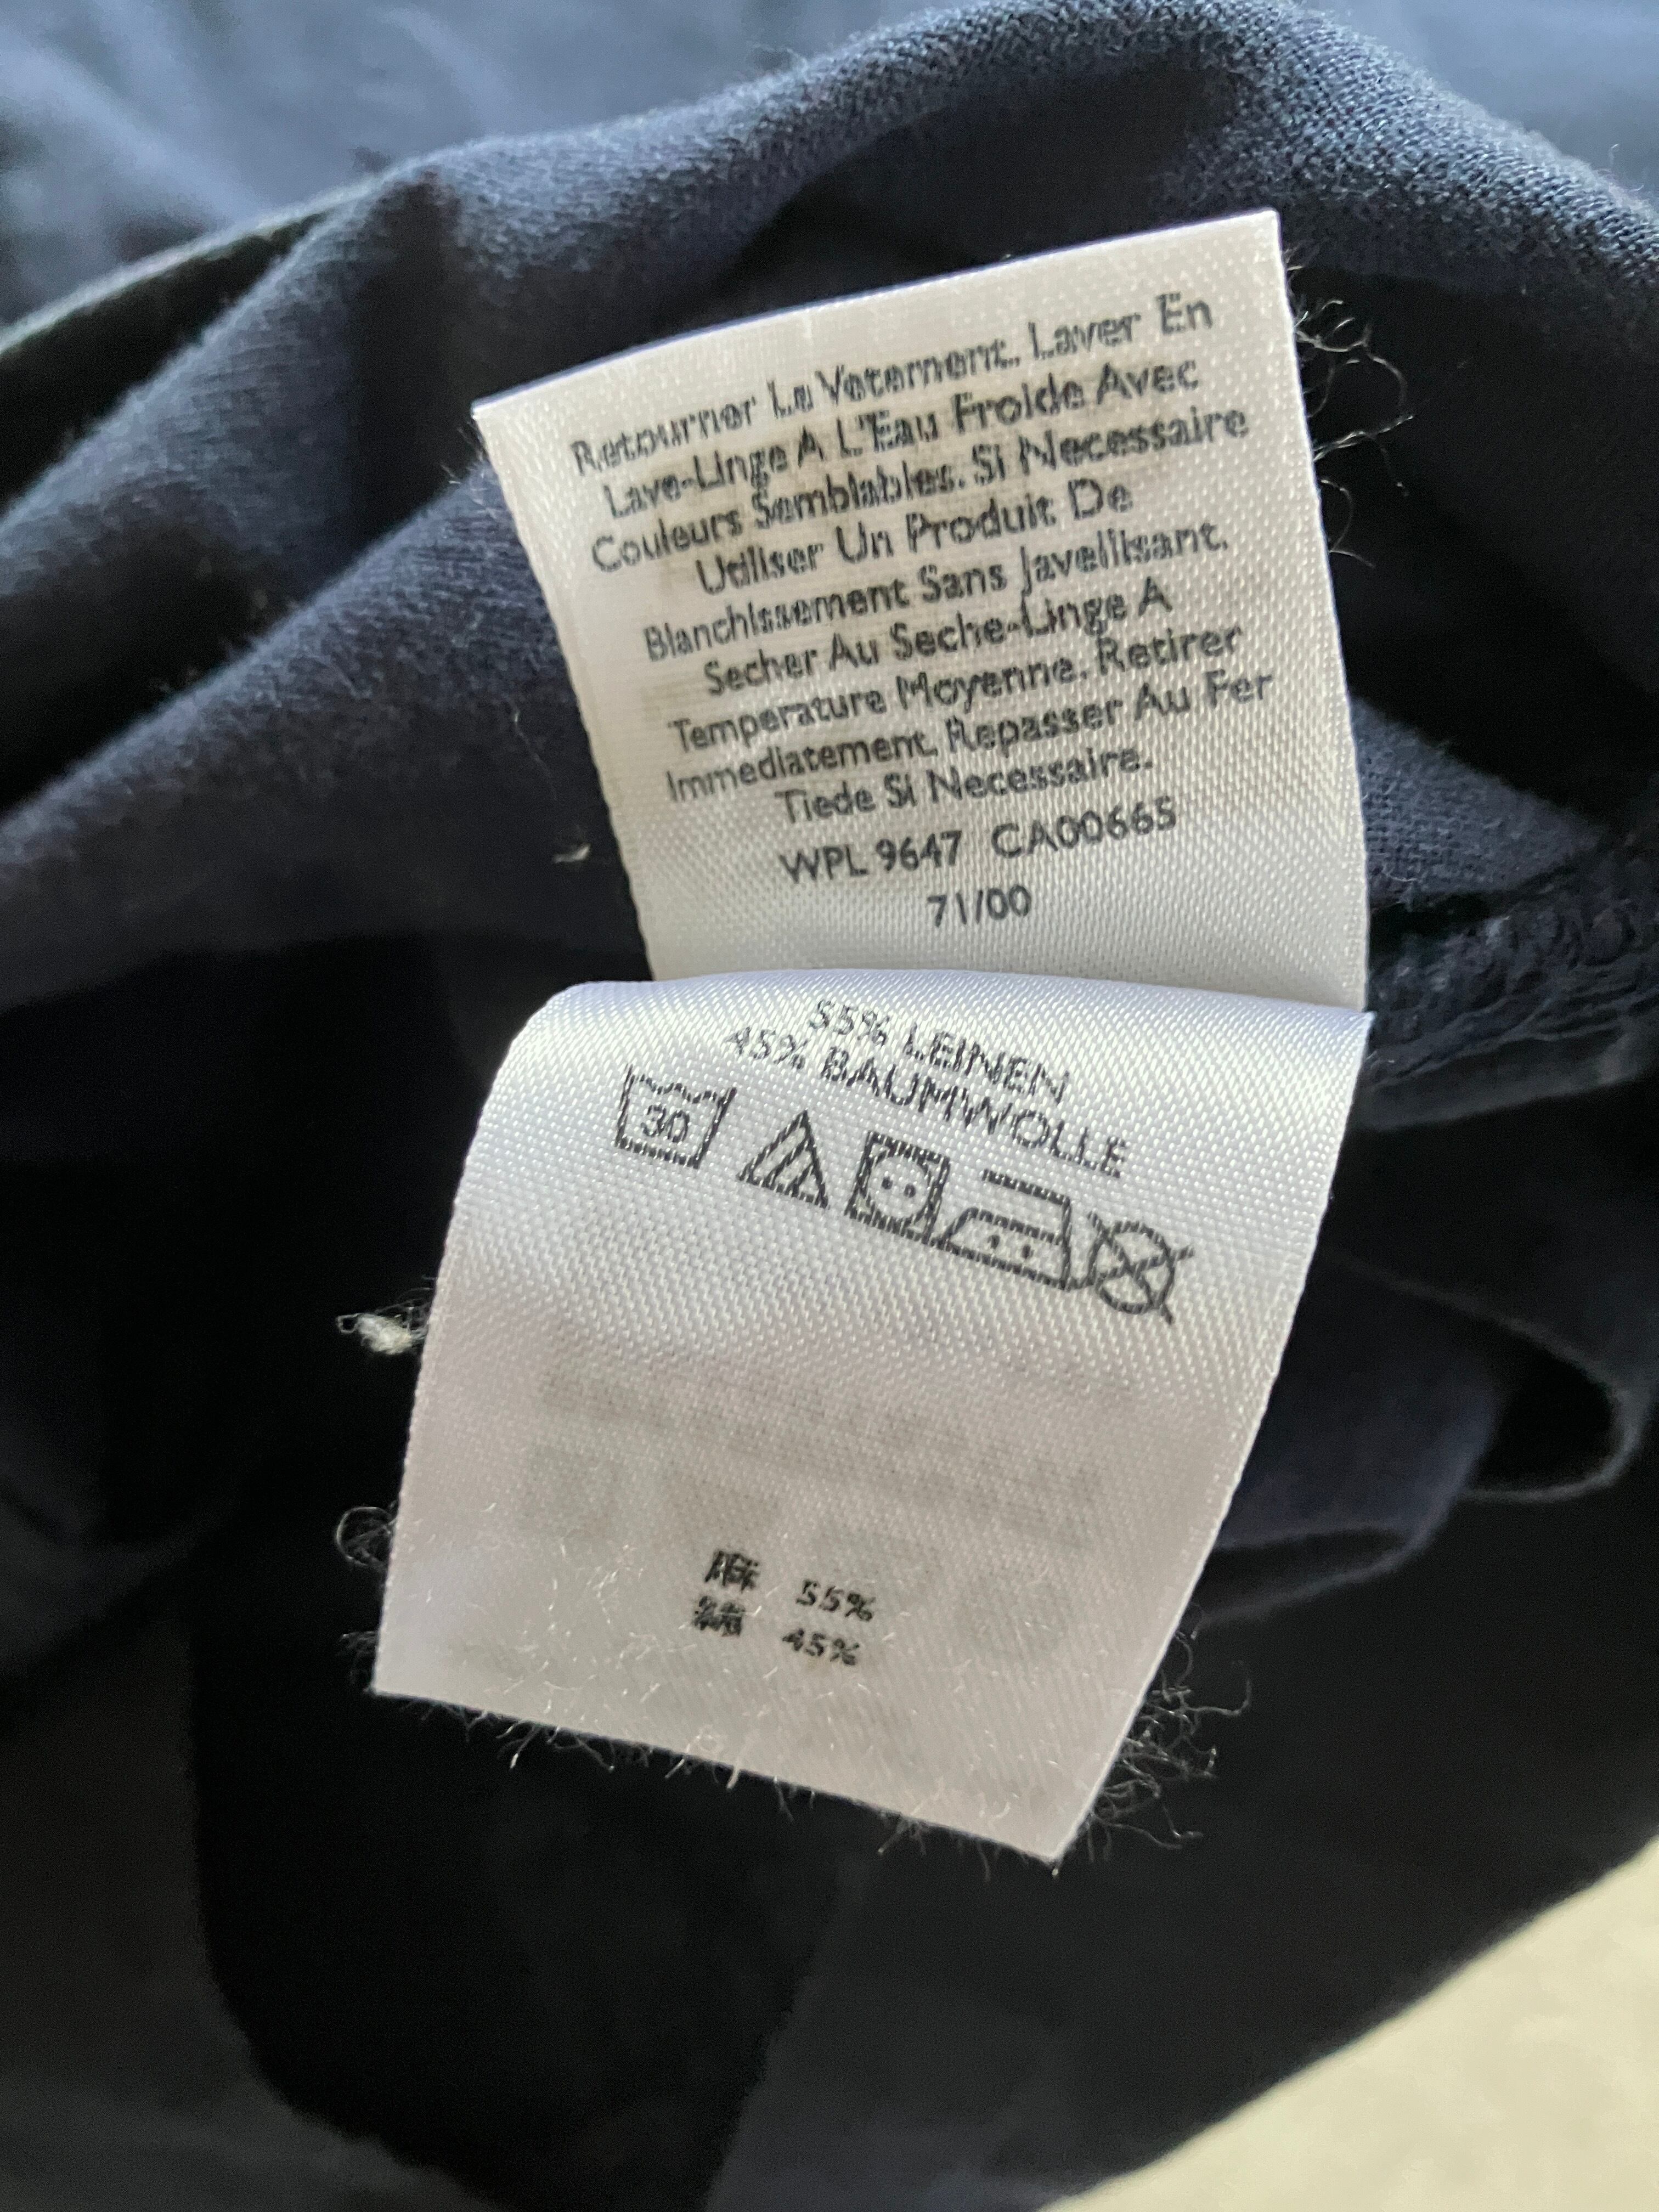 Retourner Le Vetement. Laver En
Lave-Linge A L'Eau Froide Avec
Couleurs Semblables. Si Necessaire
Utiliser Un Produit De
Blanchissement Sans Javellisant.
Secher Au Seche-Linge A
Temperature Moyenne. Retirer
Immediatement. Repasser Au Fer
Tiede Si Necessaire.
WPL 9647 CA00665
71/00
55% LEINEN
45% BAUMWOLLE
30
麻 55%
綿 45%